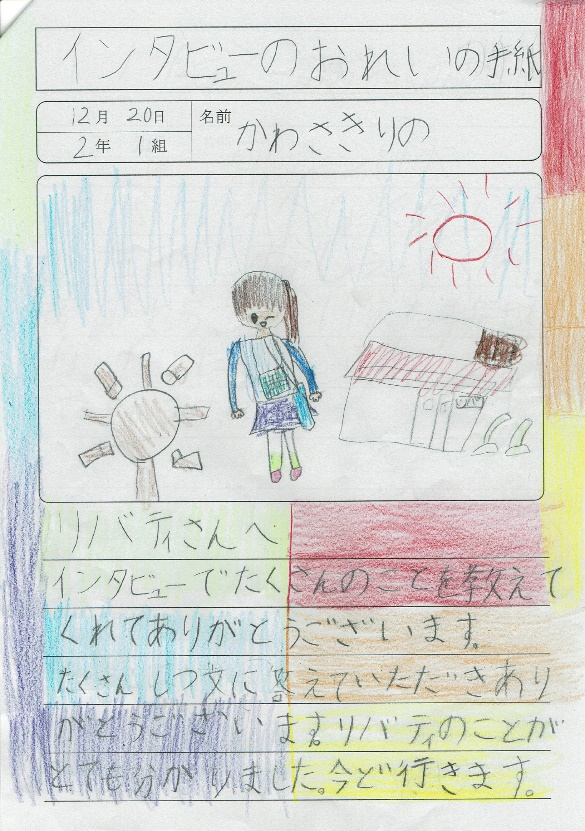 インタビューのおれいの手紙
12月 20日
2年 1組
名前 かわさきりの
リバティさんへ
インタビューでたくさんのことを教えて
くれてありがとうございます。
たくさん しつ文に答えていただきあり
がとうございます。リバティのことが
とても分かりました。今ど行きます。